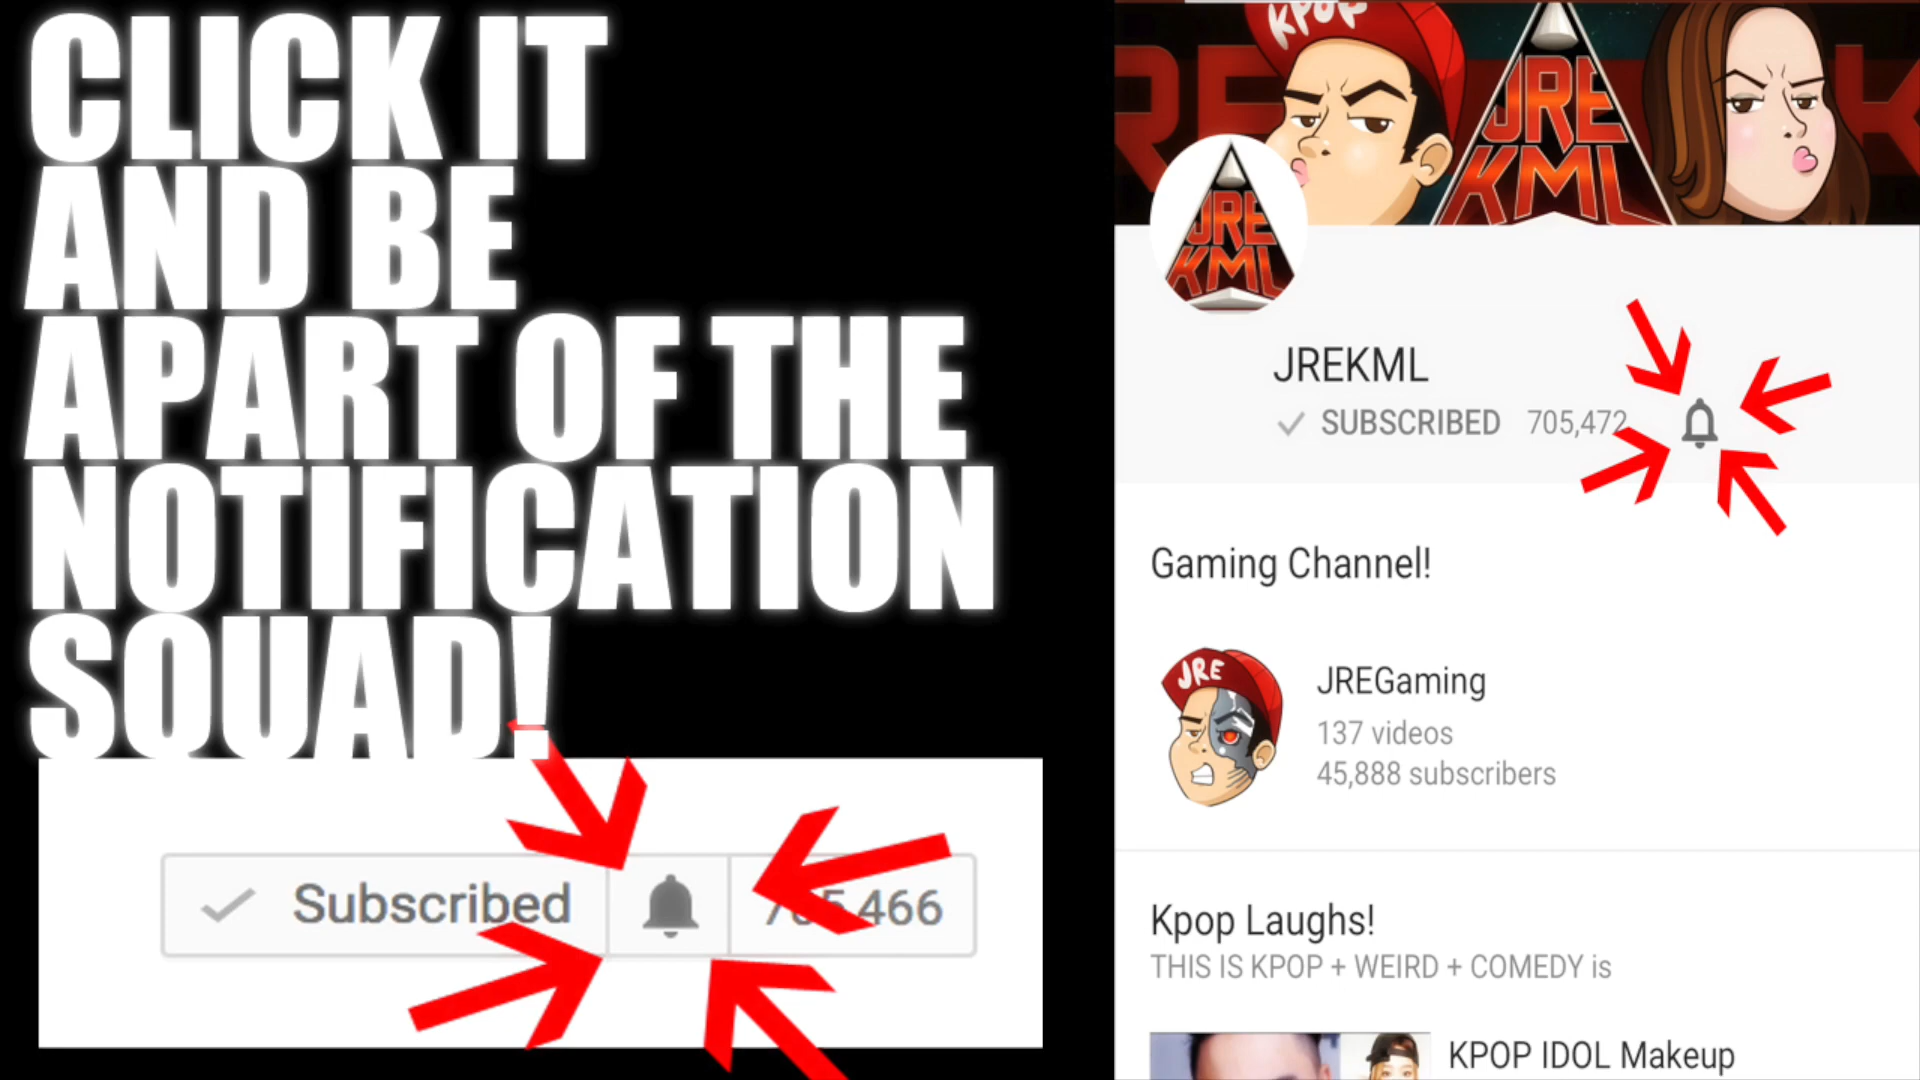 CLICK IT
AND BE
APART OF THE
NOTIFICATION
SQUAD!
Subscribed
466
KPOP
JRE
KML
JRE
KML
JREKML
SUBSCRIBED 705,472
Gaming Channel!
JRE
JREGaming
137 videos
45,888 subscribers
Kpop Laughs!
THIS IS KPOP + WEIRD + COMEDY is
KPOP IDOL Makeup